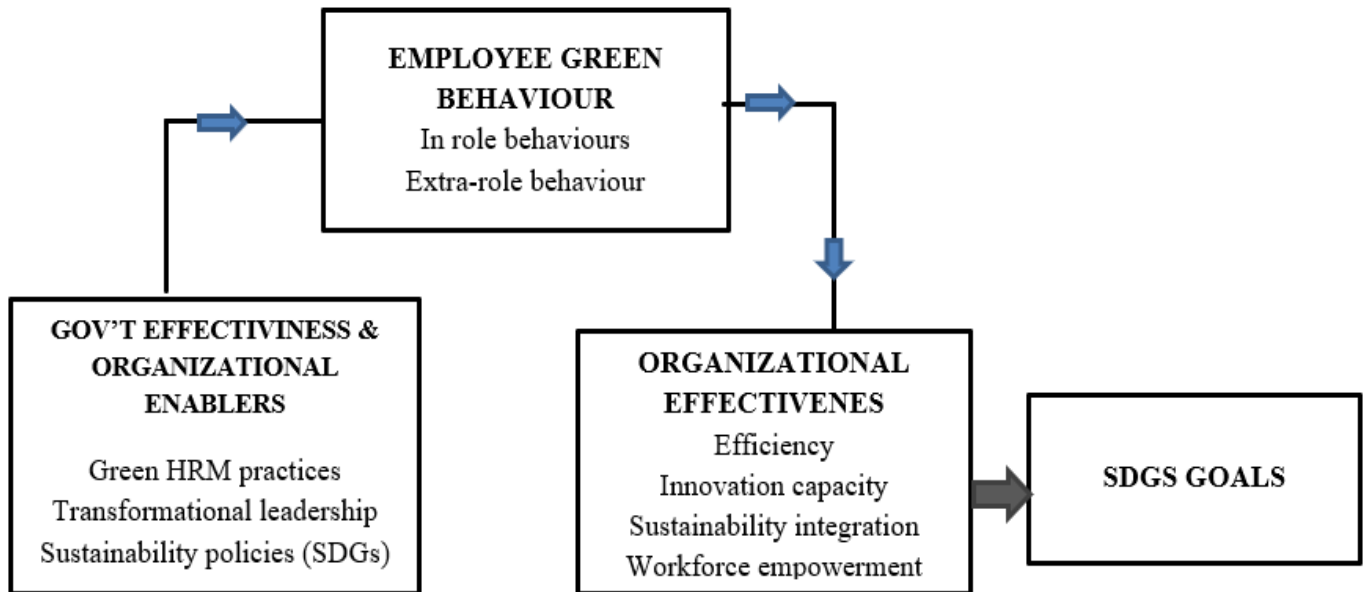 EMPLOYEE GREEN
BEHAVIOUR
In role behaviours
Extra-role behaviour
GOV’T EFFECTIVINESS &
ORGANIZATIONAL
ENABLERS
Green HRM practices
Transformational leadership
Sustainability policies (SDGs)
ORGANIZATIONAL
EFFECTIVENES
Efficiency
Innovation capacity
Sustainability integration
Workforce empowerment
SDGS GOALS